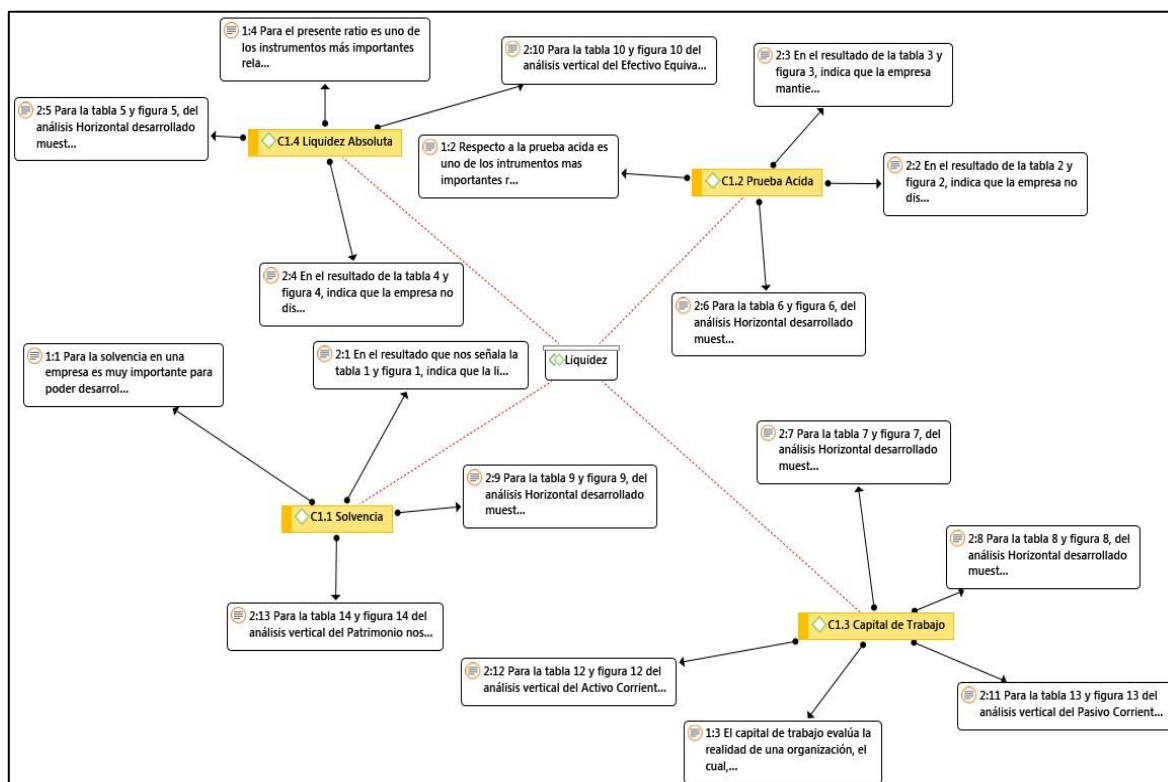 1:4 Para el presente ratio es uno de
los instrumentos más importantes
rela...
2:10 Para la tabla 10 y figura 10 del
análisis vertical del Efectivo Equiva...
2:3 En el resultado de la tabla 3 y
figura 3, indica que la empresa
mantie...
2:5 Para la tabla 5 y figura 5, del
análisis Horizontal desarrollado
muest...
C1.4 Liquidez Absoluta
1:2 Respecto a la prueba acida es
uno de los intrumentos mas
importantes r...
C1.2 Prueba Acida
2:2 En el resultado de la tabla 2 y
figura 2, indica que la empresa no
dis...
2:4 En el resultado de la tabla 4 y
figura 4, indica que la empresa no
dis...
2:6 Para la tabla 6 y figura 6, del
análisis Horizontal desarrollado
muest...
1:1 Para la solvencia en una
empresa es muy importante para
poder desarrol...
2:1 En el resultado que nos señala la
tabla 1 y figura 1, indica que la li...
Liquidez
2:7 Para la tabla 7 y figura 7, del
análisis Horizontal desarrollado
muest...
2:9 Para la tabla 9 y figura 9, del
análisis Horizontal desarrollado
muest...
C1.1 Solvencia
2:8 Para la tabla 8 y figura 8, del
análisis Horizontal desarrollado
muest...
2:13 Para la tabla 14 y figura 14 del
análisis vertical del Patrimonio nos...
C1.3 Capital de Trabajo
2:12 Para la tabla 12 y figura 12 del
análisis vertical del Activo Corrient...
2:11 Para la tabla 13 y figura 13 del
análisis vertical del Pasivo Corrient...
1:3 El capital de trabajo evalúa la
realidad de una organización, el
cual,...